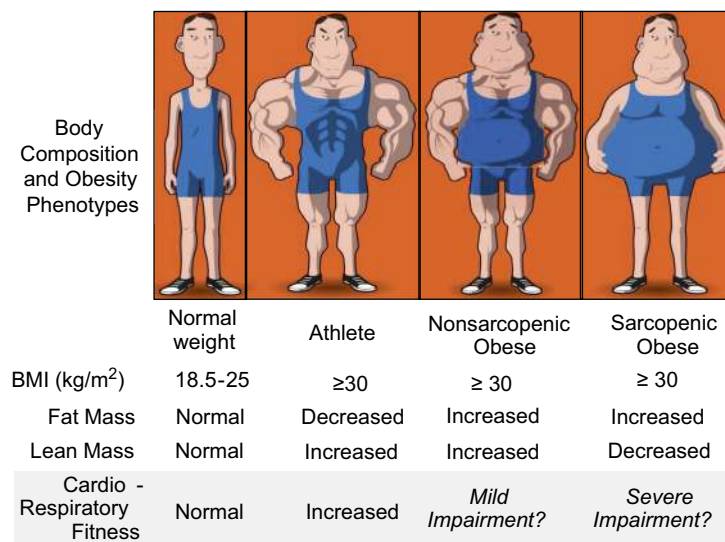 Body
Composition
and Obesity
Phenotypes
Normal
weight
Athlete
Nonsarcopenic
Obese
Sarcopenic
Obese
BMI (kg/m²) 18.5-25 ≥30 ≥ 30 ≥ 30
Fat Mass Normal Decreased Increased Increased
Lean Mass Normal Increased Increased Decreased
Cardio -
Respiratory
Fitness
Normal Increased
Mild
Impairment?
Severe
Impairment?